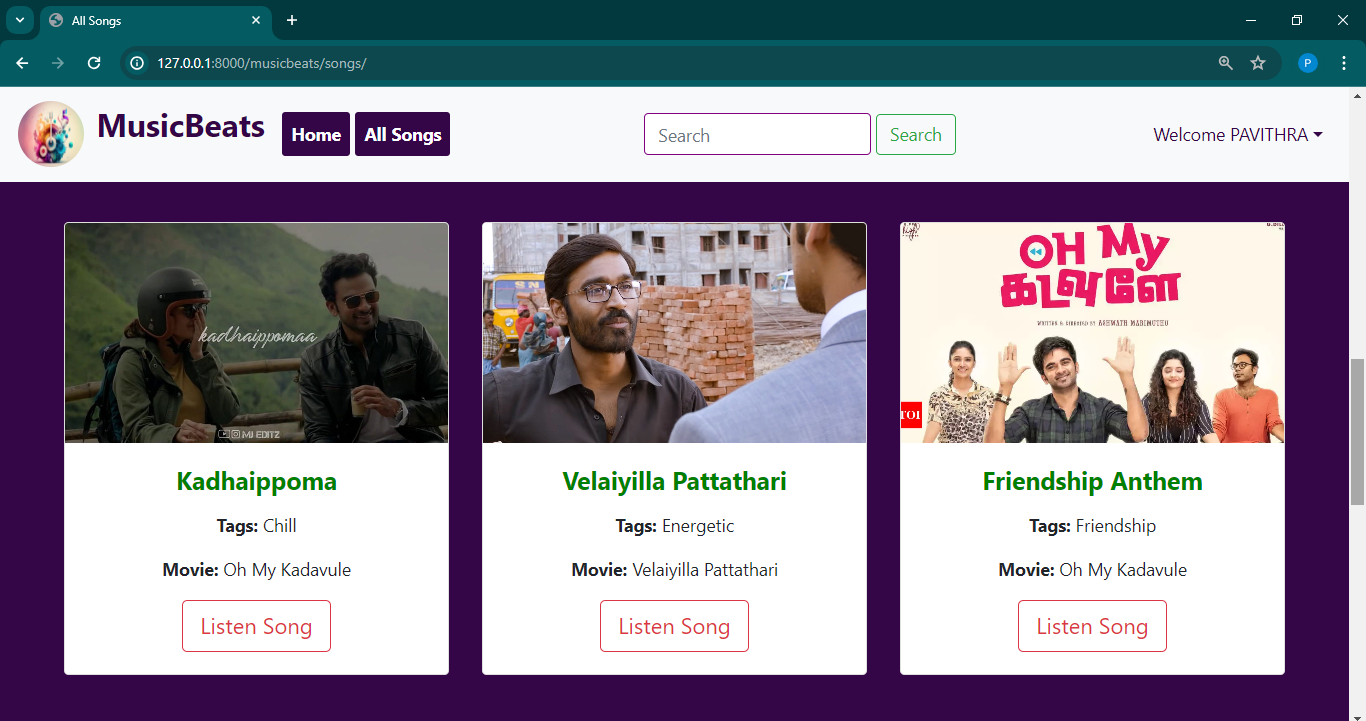 All Songs
127.0.0.1:8000/musicbeats/songs/
P
MusicBeats
Home
All Songs
Search
Search
Welcome PAVITHRA
kadhaippomaa
MJ EDITZ
OH My
கடவுளே
WRITTEN & DIRECTED BY ASHWATH MARIMUTHU
TOI
Kadhaippoma
Tags: Chill
Movie: Oh My Kadavule
Listen Song
Velaiyilla Pattathari
Tags: Energetic
Movie: Velaiyilla Pattathari
Listen Song
Friendship Anthem
Tags: Friendship
Movie: Oh My Kadavule
Listen Song